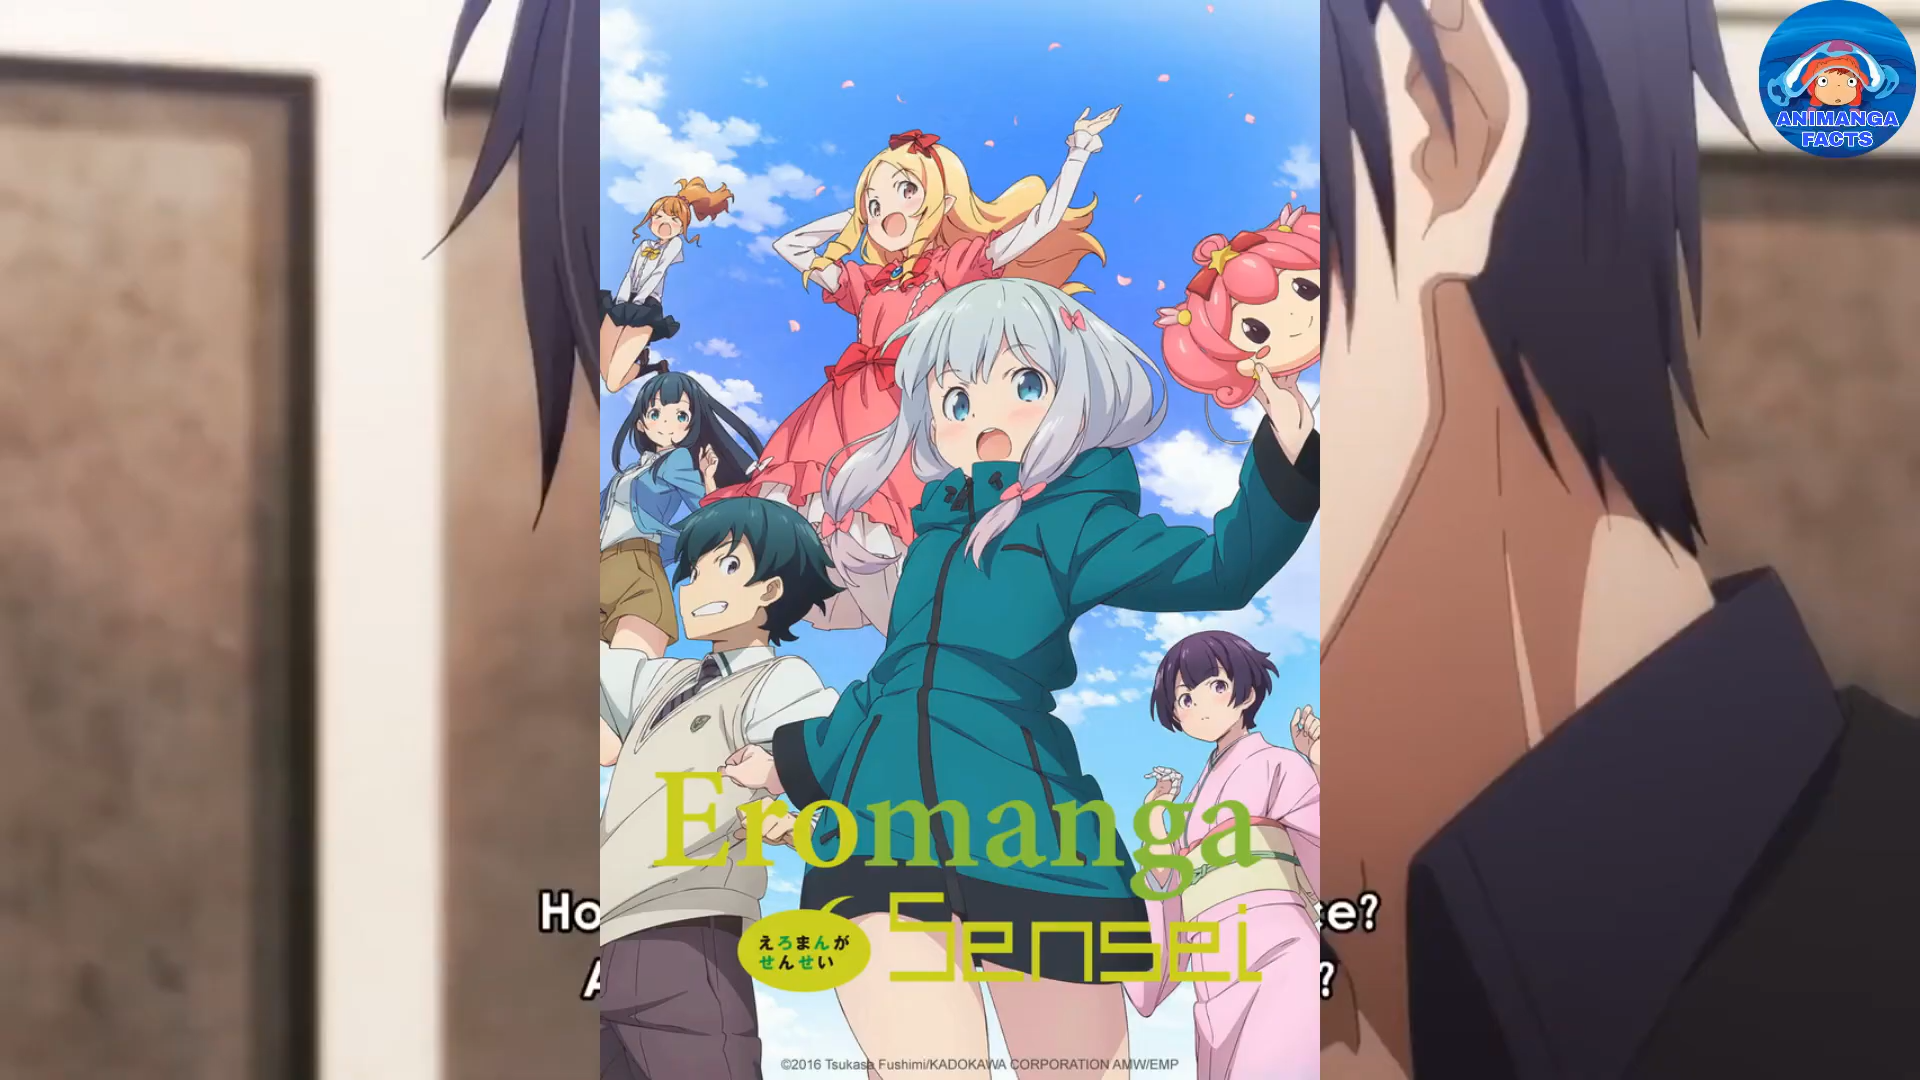 ANIMANGA
FACTS
Eromanga
Sensei
えろまんが
せんせい
©2016 Tsukasa Fushimi/KADOKAWA CORPORATION AMW/EMP